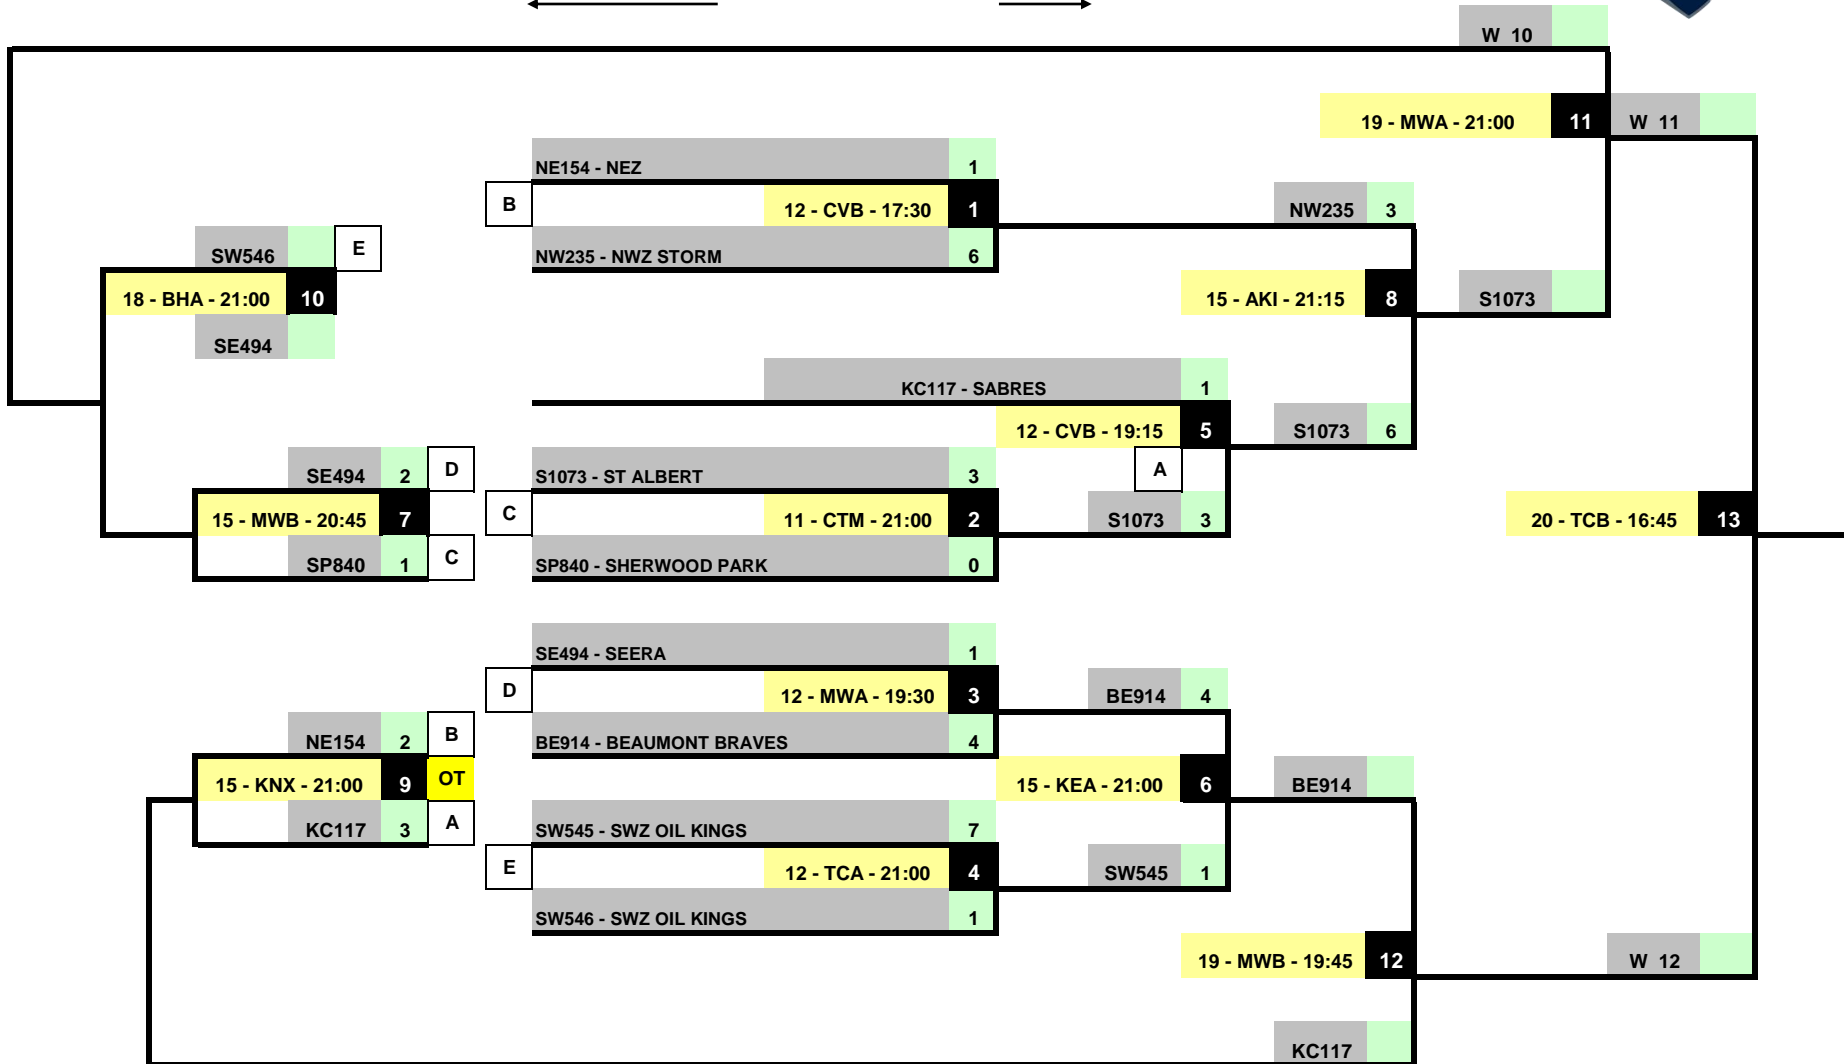 W 10
19 - MWA - 21:00 11 W 11
NE154 - NEZ 1
B 12 - CVB - 17:30 1 NW235 3
SW546 E NW235 - NWZ STORM 6
18 - BHA - 21:00 10 15 - AKI - 21:15 8 S1073
SE494
KC117 - SABRES 1
12 - CVB - 19:15 5 S1073 6
SE494 2 D S1073 - ST ALBERT 3 A
15 - MWB - 20:45 7 C 11 - CTM - 21:00 2 S1073 3 20 - TCB - 16:45 13
SP840 1 C SP840 - SHERWOOD PARK 0
SE494 - SEERA 1
D 12 - MWA - 19:30 3 BE914 4
NE154 2 B BE914 - BEAUMONT BRAVES 4
15 - KNX - 21:00 9 OT 15 - KEA - 21:00 6 BE914
KC117 3 A SW545 - SWZ OIL KINGS 7
E 12 - TCA - 21:00 4 SW545 1
SW546 - SWZ OIL KINGS 1
19 - MWB - 19:45 12 W 12
KC117